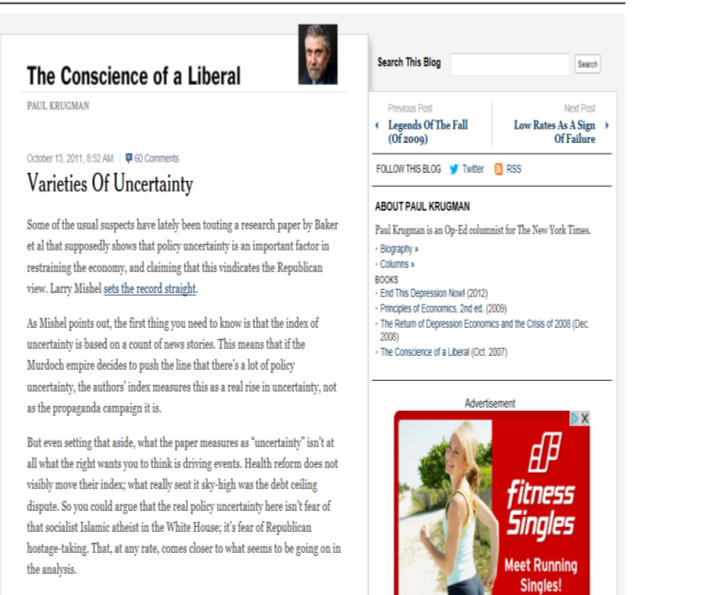 The Conscience of a Liberal
PAUL KRUGMAN
October 13, 2011, 8:52 AM 60 Comments
Varieties Of Uncertainty
Some of the usual suspects have lately been touting a research paper by Baker
et al that supposedly shows that policy uncertainty is an important factor in
restraining the economy, and claiming that this vindicates the Republican
view. Larry Mishel sets the record straight.
As Mishel points out, the first thing you need to know is that the index of
uncertainty is based on a count of news stories. This means that if the
Murdoch empire decides to push the line that there's a lot of policy
uncertainty, the authors' index measures this as a real rise in uncertainty, not
as the propaganda campaign it is.
But even setting that aside, what the paper measures as “uncertainty” isn't at
all what the right wants you to think is driving events. Health reform does not
visibly move their index; what really sent it sky-high was the debt ceiling
dispute. So you could argue that the real policy uncertainty here isn't fear of
that socialist Islamic atheist in the White House; it's fear of Republican
hostage-taking. That, at any rate, comes closer to what seems to be going on in
the analysis.
Search This Blog Search
Previous Post
Legends Of The Fall
(Of 2009)
Next Post
Low Rates As A Sign
Of Failure
FOLLOW THIS BLOG Twitter RSS
ABOUT PAUL KRUGMAN
Paul Krugman is an Op-Ed columnist for The New York Times.
Biography »
Columns »
BOOKS
End This Depression Now! (2012)
Principles of Economics, 2nd ed. (2009)
The Return of Depression Economics and the Crisis of 2008 (Dec.
2008)
The Conscience of a Liberal (Oct. 2007)
Advertisement
fitness
Singles
Meet Running
Singles!